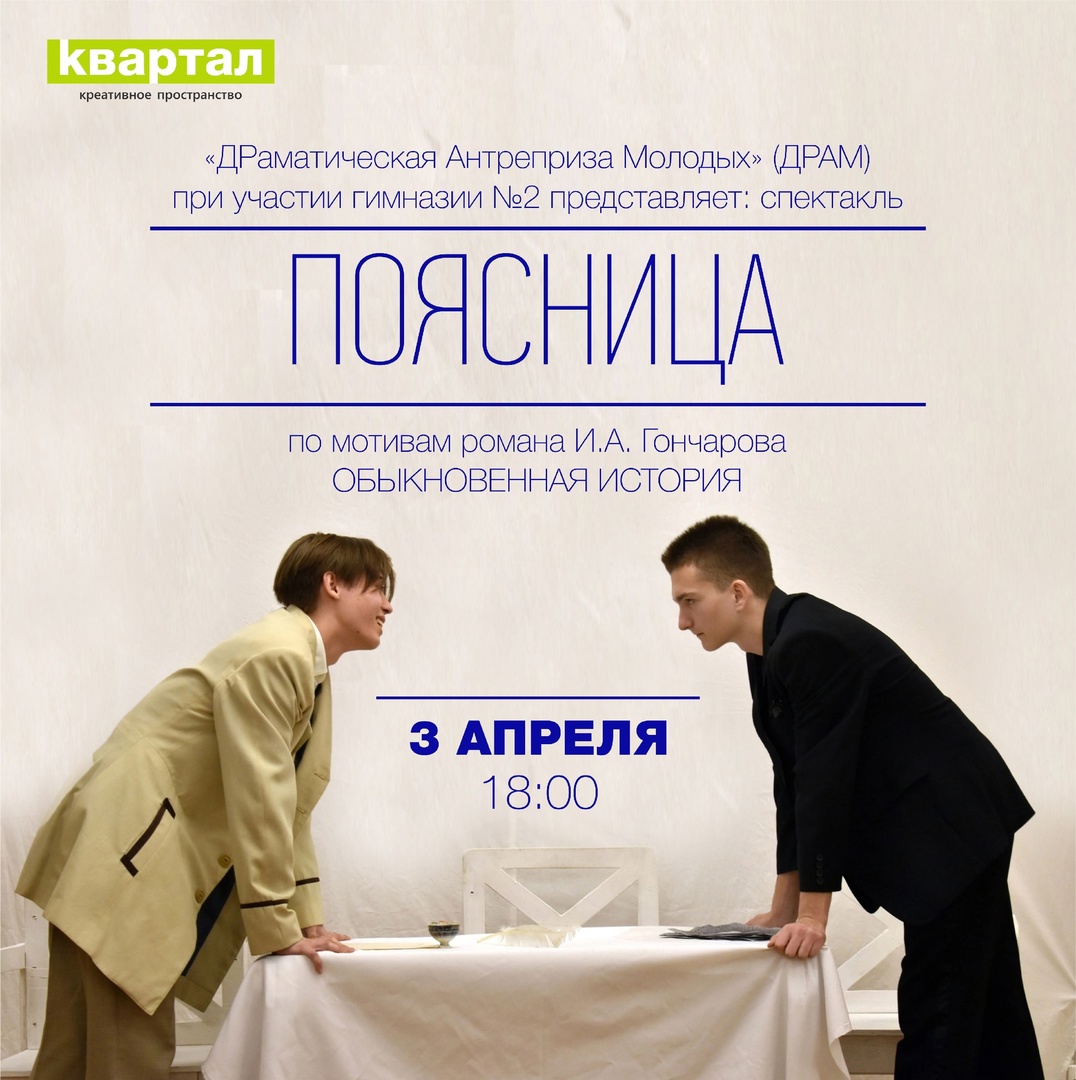 квартал
креативное пространство
«ДРаматическая Антреприза Молодых» (ДРАМ)
при участии гимназии №2 представляет: спектакль
ПОЯСНИЦА
по мотивам романа И.А. Гончарова
ОБЫКНОВЕННАЯ ИСТОРИЯ
3 АПРЕЛЯ
18:00